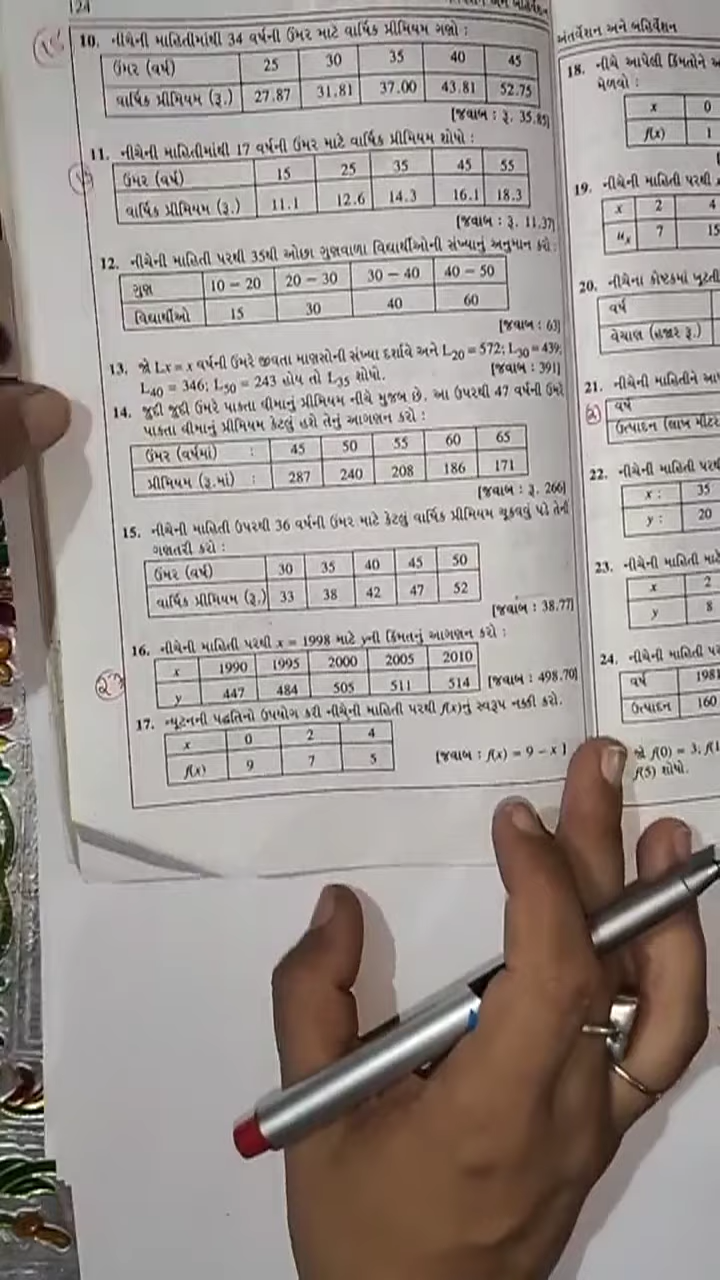 124
10. નીચેની માહિતીમાંથી 34 વર્ષની ઉંમર માટે વાર્ષિક પ્રીમિયમ ગણો :
ઉંમર (વર્ષ) 25 30 35 40 45
વાર્ષિક પ્રીમિયમ (રૂ.) 27.87 31.81 37.00 43.81 52.75
[જવાબ : રૂ. 35.85]
11. નીચેની માહિતીમાંથી 17 વર્ષની ઉંમર માટે વાર્ષિક પ્રીમિયમ શોધો :
ઉંમર (વર્ષ) 15 25 35 45 55
વાર્ષિક પ્રીમિયમ (રૂ.) 11.1 12.6 14.3 16.1 18.3
[જવાબ : રૂ. 11.37]
12. નીચેની માહિતી પરથી 35થી ઓછા ગુણવાળા વિદ્યાર્થીઓની સંખ્યાનું અનુમાન કરો :
ગુણ 10 – 20 20 – 30 30 – 40 40 – 50
વિદ્યાર્થીઓ 15 30 40 60
[જવાબ : 63]
13. જો Lx = x વર્ષની ઉંમરે જીવતા માણસોની સંખ્યા દર્શાવે અને L20 = 572; L30 = 439;
L40 = 346; L50 = 243 હોય તો L35 શોધો. [જવાબ : 391]
14. જુદી જુદી ઉંમરે પાકતા વીમાનું પ્રીમિયમ નીચે મુજબ છે. આ ઉપરથી 47 વર્ષની ઉંમરે
પાકતા વીમાનું પ્રીમિયમ કેટલું હશે તેનું આગણન કરો :
ઉંમર (વર્ષમાં) : 45 50 55 60 65
પ્રીમિયમ (રૂ.માં) : 287 240 208 186 171
[જવાબ : રૂ. 266]
15. નીચેની માહિતી ઉપરથી 36 વર્ષની ઉંમર માટે કેટલું વાર્ષિક પ્રીમિયમ ચૂકવવું પડે તેની
ગણતરી કરો :
ઉંમર (વર્ષ) 30 35 40 45 50
વાર્ષિક પ્રીમિયમ (રૂ.) 33 38 42 47 52
[જવાબ : 38.77]
16. નીચેની માહિતી પરથી x = 1998 માટે yની કિંમતનું આગણન કરો :
x 1990 1995 2000 2005 2010
y 447 484 505 511 514 [જવાબ : 498.70]
17. ન્યૂટનની પદ્ધતિનો ઉપયોગ કરી નીચેની માહિતી પરથી f(x)નું સ્વરૂપ નક્કી કરો.
x 0 2 4
f(x) 9 7 5
[જવાબ : f(x) = 9 – x ]
અંતર્વેશન અને બહિર્વેશન
18. નીચે આપેલી કિંમતોને
મેળવો :
x 0
f(x) 1
19. નીચેની માહિતી પરથી
x 2 4
ux 7 15
20. નીચેના કોષ્ટકમાં ખૂટતી
વર્ષ
વેચાણ (હજાર રૂ.)
21. નીચેની માહિતીને
વર્ષ
ઉત્પાદન (લાખ મીટર
22. નીચેની માહિતી પરથી
x : 35
y : 20
23. નીચેની માહિતી માટે
x 2
y 8
24. નીચેની માહિતી
વર્ષ 1981
ઉત્પાદન 160
જો f(0) = 3;
f(5) શોધો.